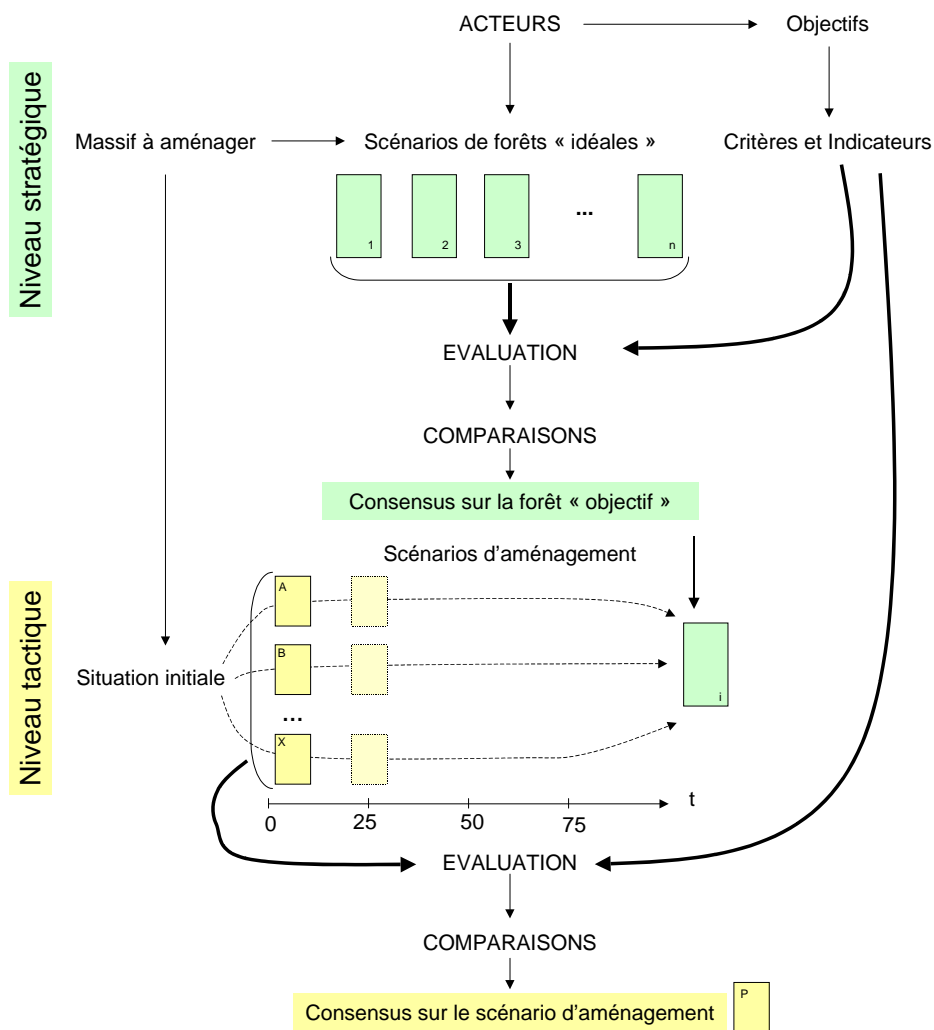 ACTEURS
Objectifs
Niveau stratégique
Massif à aménager
Scénarios de forêts « idéales »
Critères et Indicateurs
1
2
3
...
n
EVALUATION
COMPARAISONS
Consensus sur la forêt « objectif »
Scénarios d'aménagement
Niveau tactique
A
B
Situation initiale
i
...
X
t
0
25
50
75
EVALUATION
COMPARAISONS
Consensus sur le scénario d'aménagement
P